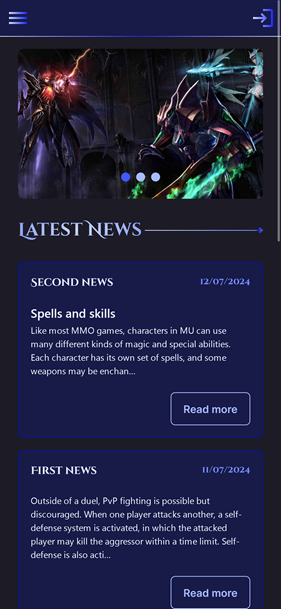 Latest News
Second news
12/07/2024
Spells and skills
Like most MMO games, characters in MU can use
many different kinds of magic and special abilities.
Each character has its own set of spells, and some
weapons may be enchan...
Read more
First news
11/07/2024
Outside of a duel, PvP fighting is possible but
discouraged. When one player attacks another, a self-
defense system is activated, in which the attacked
player may kill the aggressor within a time limit. Self-
defense is also acti...
Read more